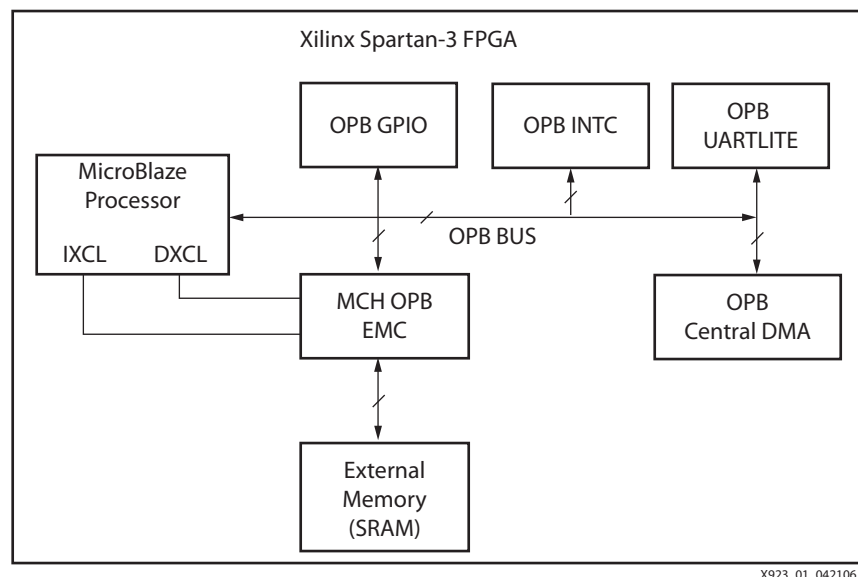 Xilinx Spartan-3 FPGA
OPB GPIO
OPB INTC
OPB
UARTLITE
MicroBlaze
Processor
IXCL
DXCL
OPB BUS
MCH OPB
EMC
OPB
Central DMA
External
Memory
(SRAM)
X923_01_042106